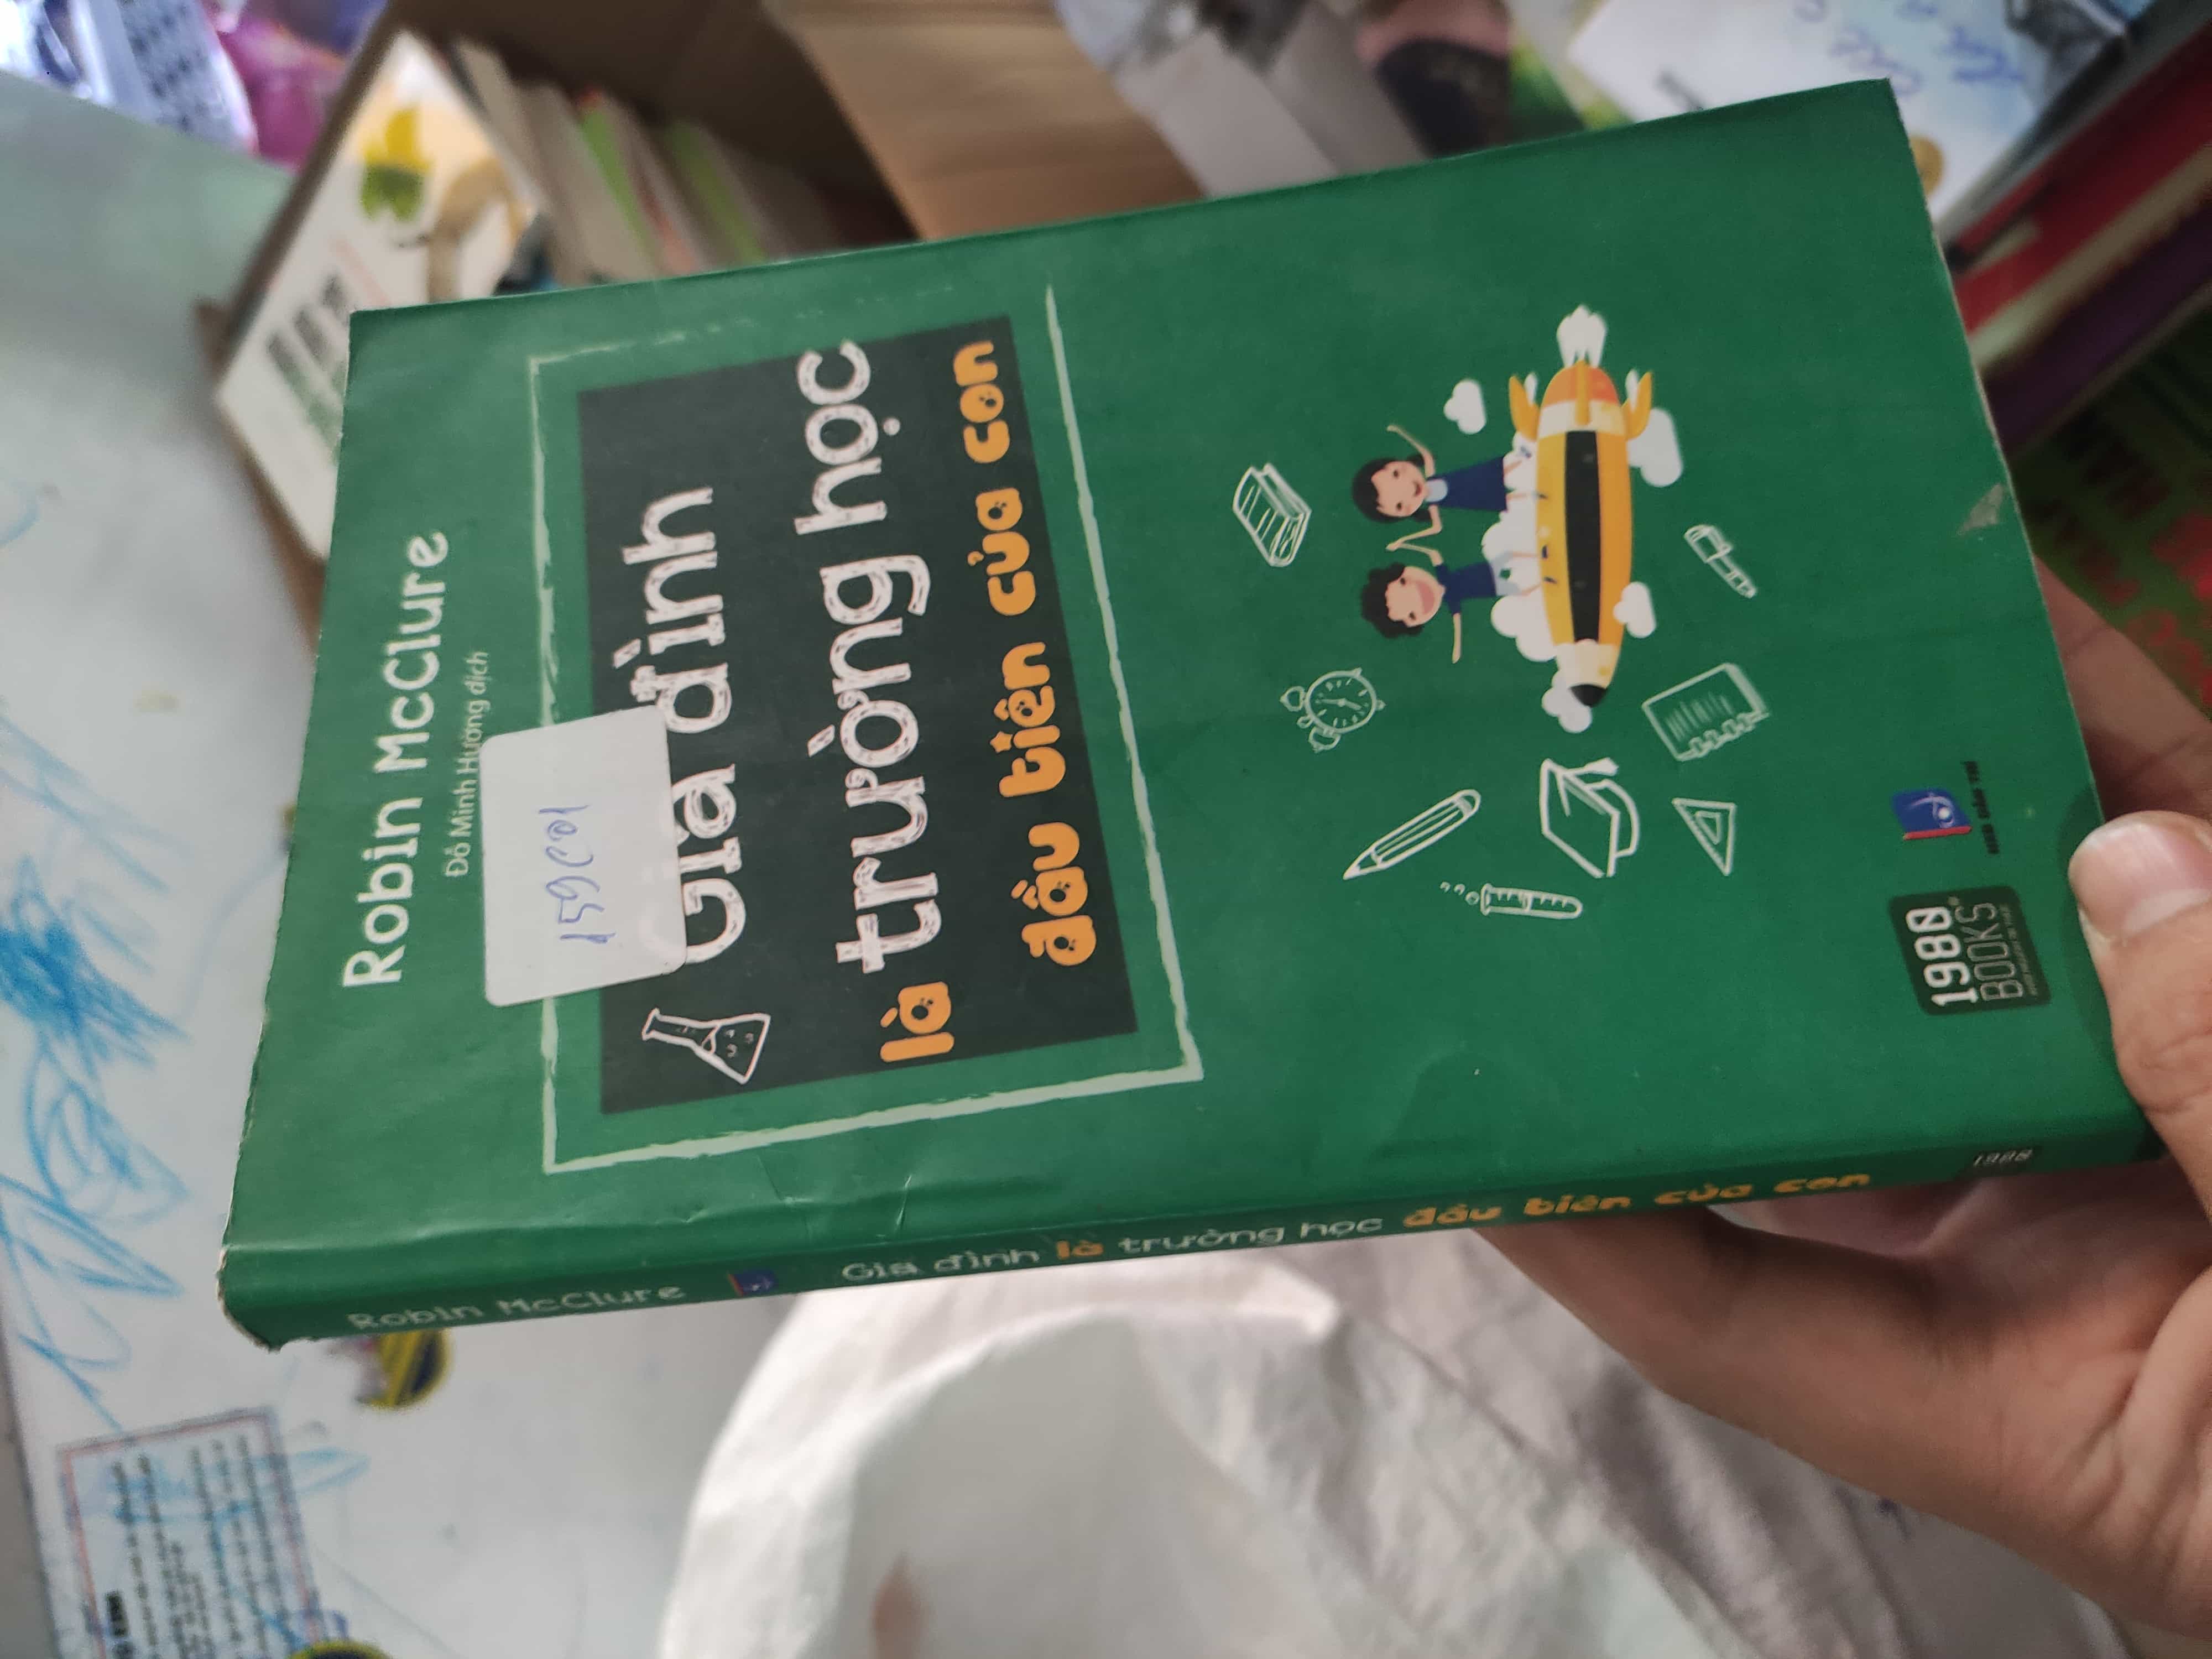 Robin McClure
Đỗ Minh Hường dịch
159C01
Gia đình
là trường học
đầu tiên của con
1980
BOOKS
Robin McClure
Gia đình là trường học đầu tiên của con
1980